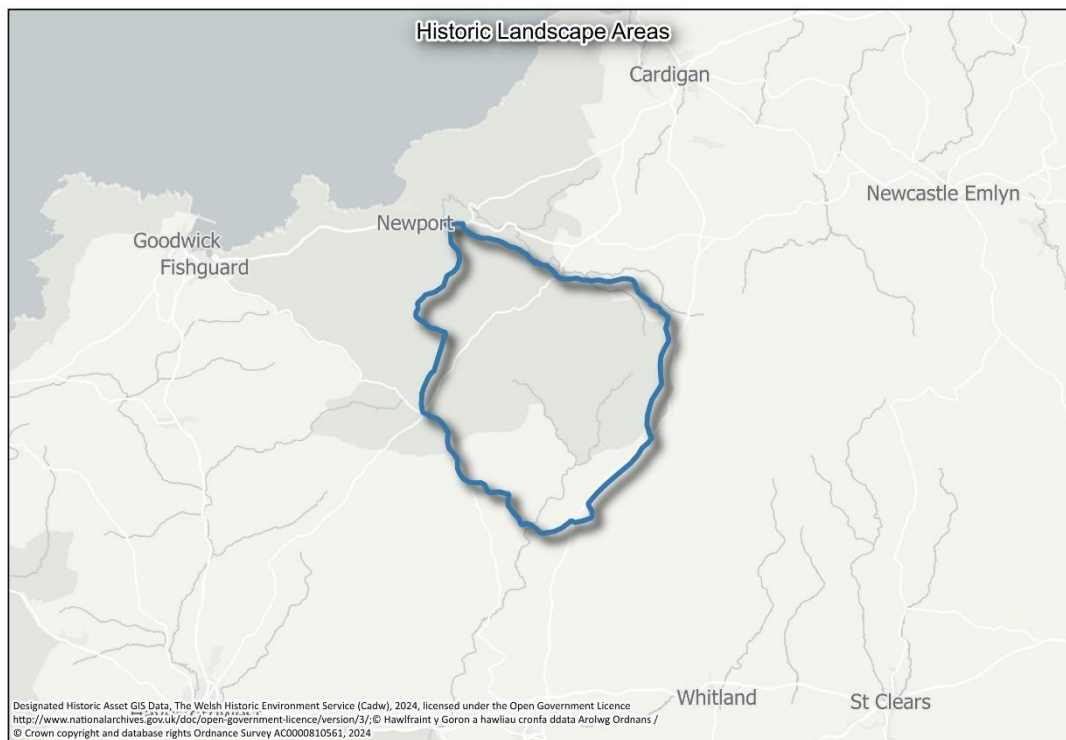 Historic Landscape Areas
Cardigan
Newcastle Emlyn
Newport
Goodwick
Fishguard
Whitland
St Clears
Designated Historic Asset GIS Data, The Welsh Historic Environment Service (Cadw), 2024, licensed under the Open Government Licence
http://www.nationalarchives.gov.uk/doc/open-government-licence/version/3/;© Hawlfraint y Goron a hawliau cronfa ddata Arolwg Ordnans /
© Crown copyright and database rights Ordnance Survey AC0000810561, 2024